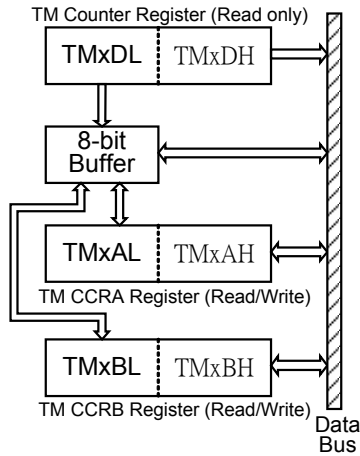 TM Counter Register (Read only)
TMxDL TMxDH
8-bit
Buffer
TMxAL TMxAH
TM CCRA Register (Read/Write)
TMxBL TMxBH
TM CCRB Register (Read/Write)
Data
Bus